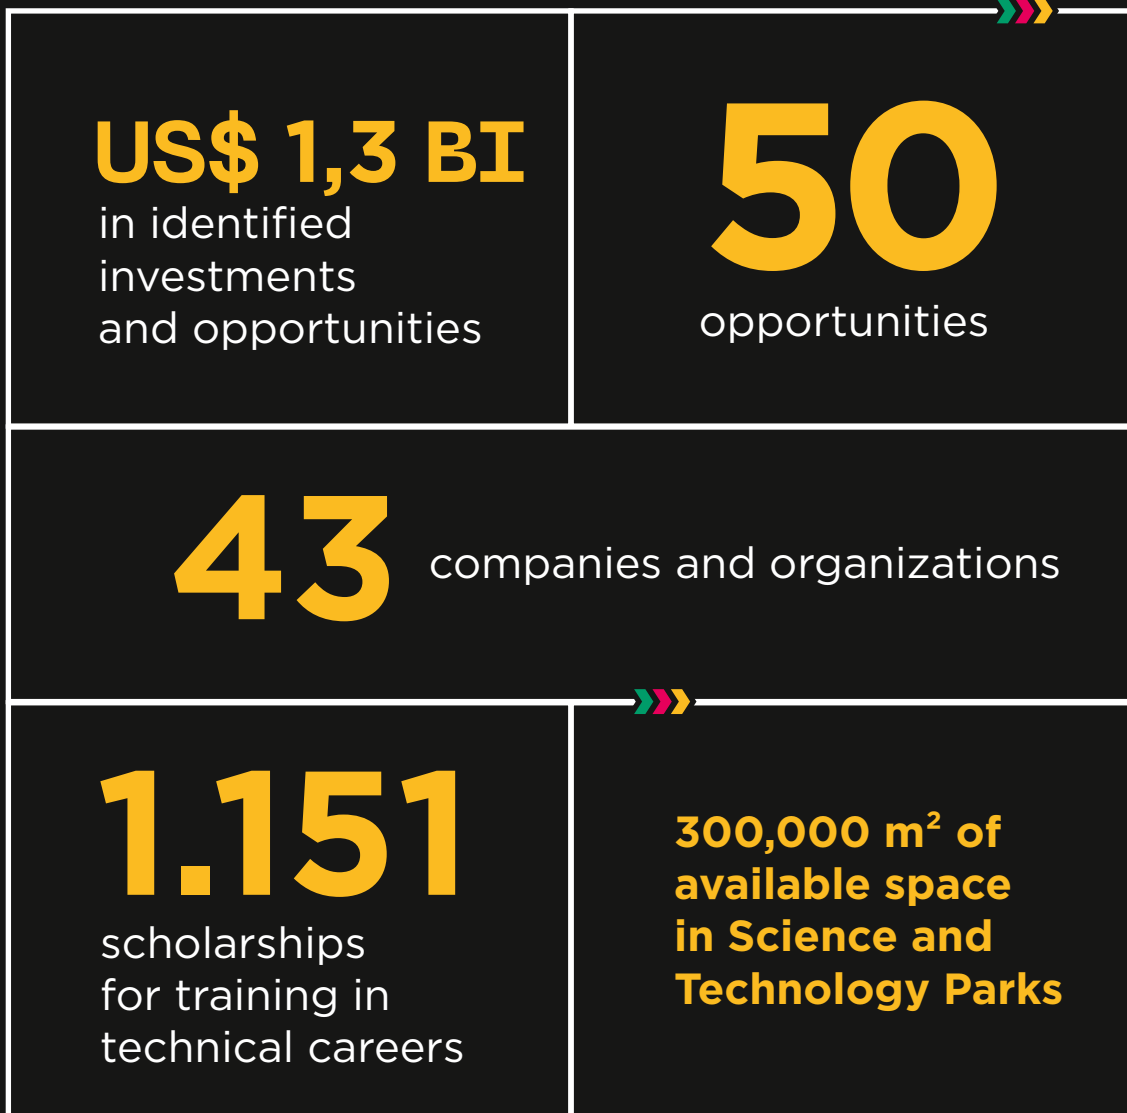 US$ 1,3 BI
in identified
investments
and opportunities
50
opportunities
43
companies and organizations
1.151
scholarships
for training in
technical careers
300,000 m² of
available space
in Science and
Technology Parks